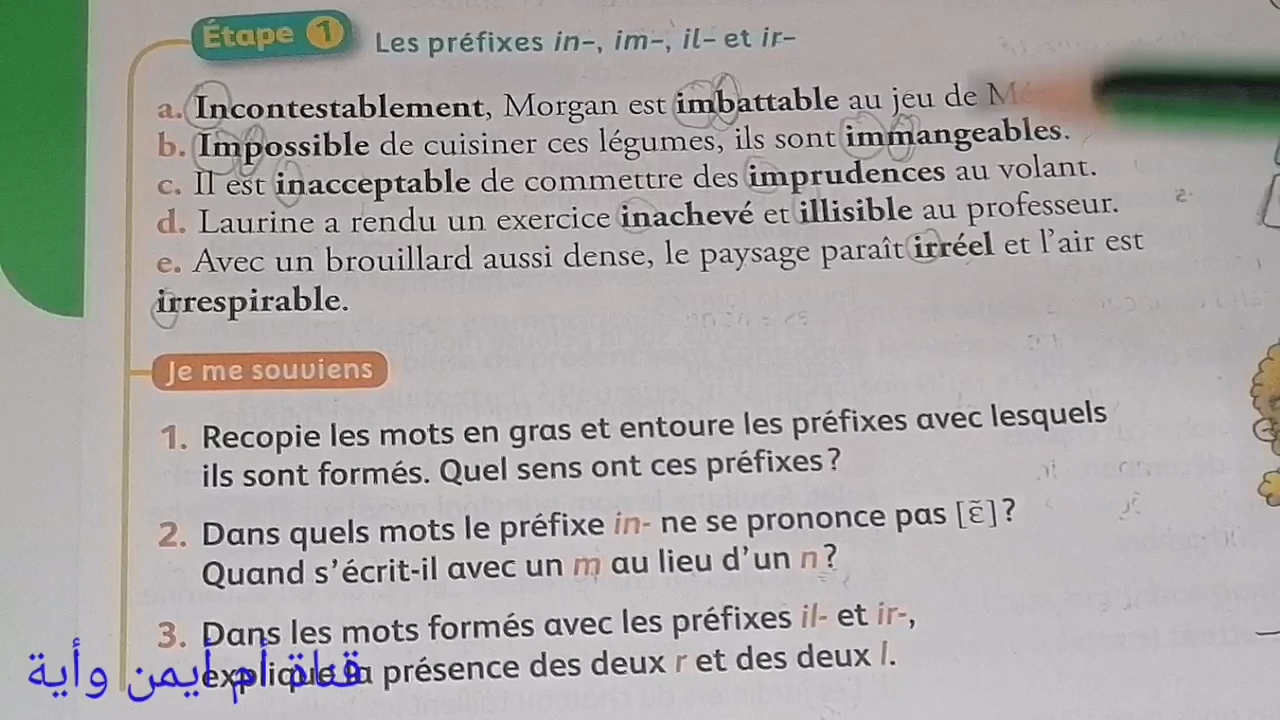 Étape 1
Les préfixes in-, im-, il- et ir-
a. Incontestablement, Morgan est imbattable au jeu de
b. Impossible de cuisiner ces légumes, ils sont immangeables.
c. Il est inacceptable de commettre des imprudences au volant.
d. Laurine a rendu un exercice inachevé et illisible au professeur.
e. Avec un brouillard aussi dense, le paysage paraît irréel et l'air est
irrespirable.
Je me souviens
1. Recopie les mots en gras et entoure les préfixes avec lesquels
ils sont formés. Quel sens ont ces préfixes ?
2. Dans quels mots le préfixe in- ne se prononce pas [ɛ̃] ?
Quand s'écrit-il avec un m au lieu d'un n ?
3. Dans les mots formés avec les préfixes il- et ir-,
explique la présence des deux r et des deux l.
قناة أم أيمن وأية